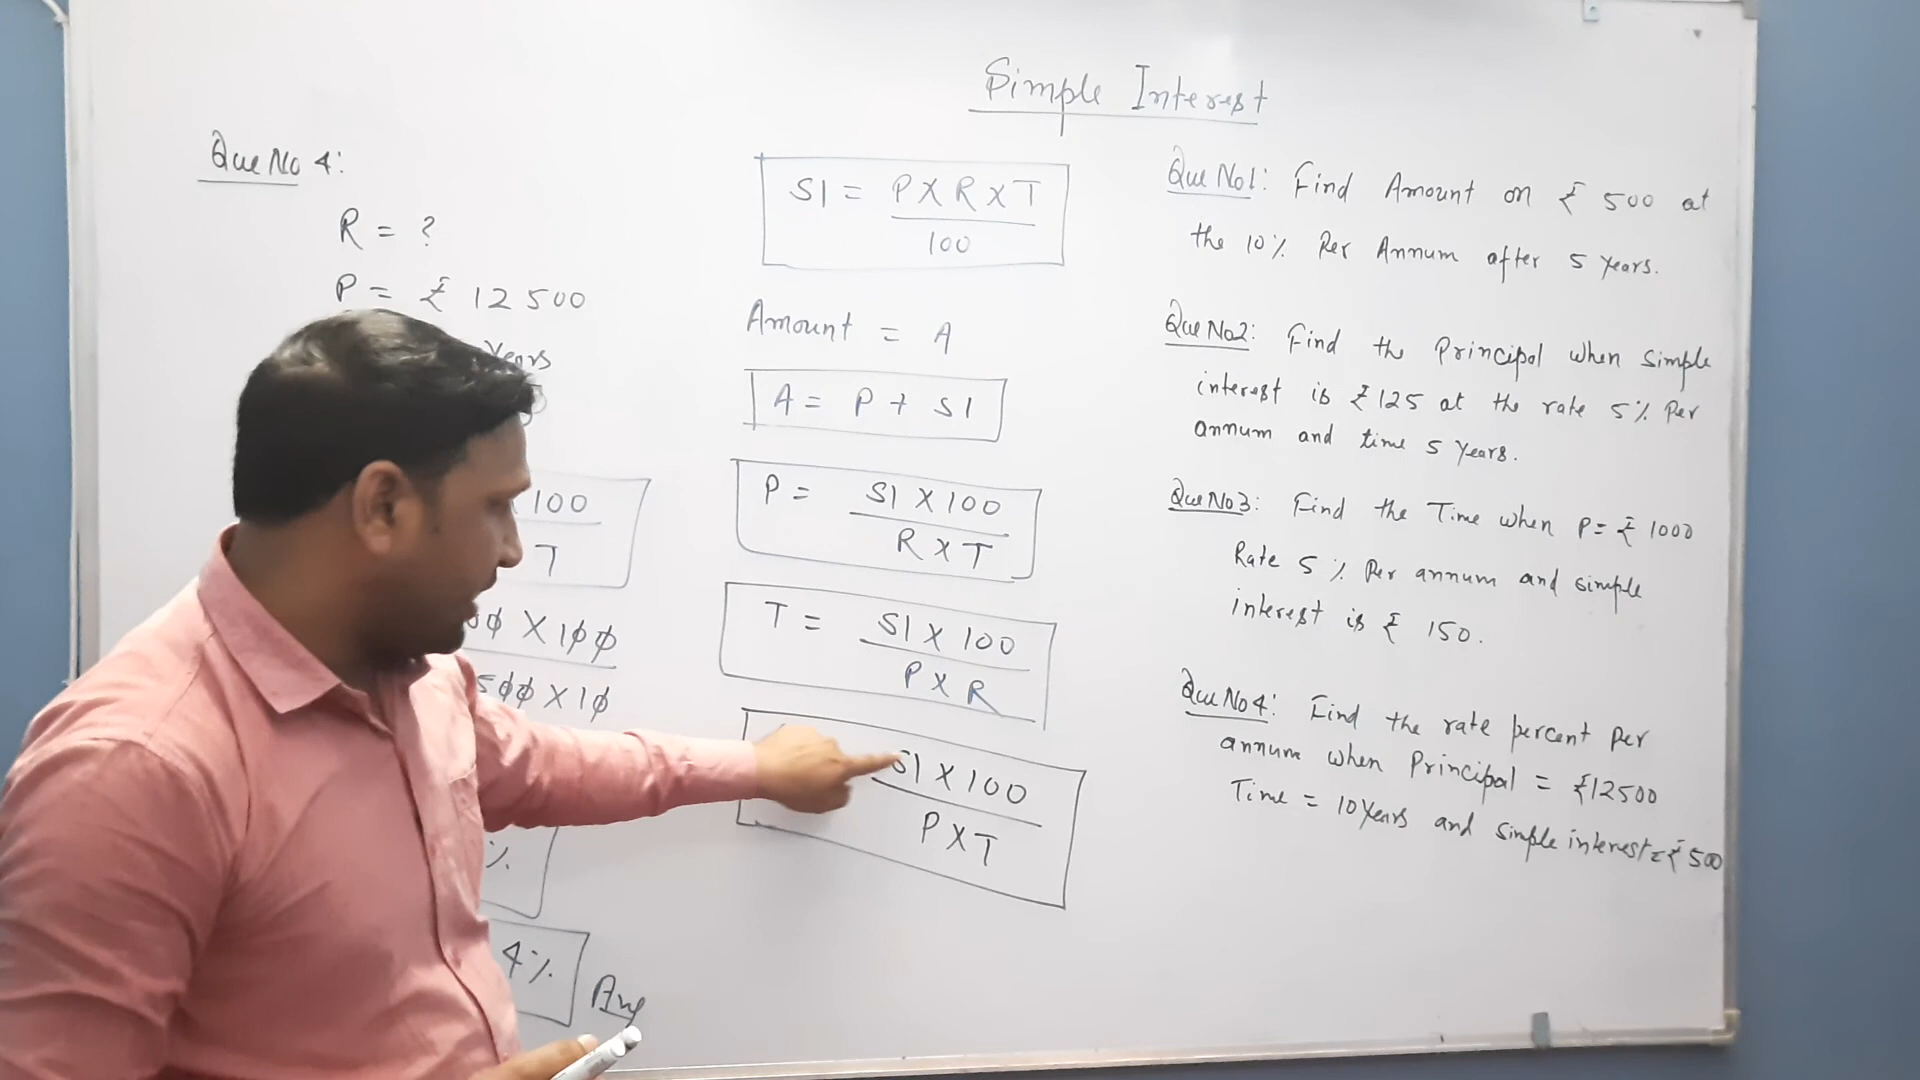 Simple Interest
Que No 4:
R = ?
P = ₹ 12500
Years
100
T
X 100
500 X 10
%
4% Ans
SI = P X R X T
100
Amount = A
A = P + SI
P = SI X 100
R X T
T = SI X 100
P X R
SI X 100
P X T
Que No1: Find Amount on ₹ 500 at
the 10% Per Annum after 5 Years.
Que No2: Find the Principal when simple
interest is ₹125 at the rate 5% Per
annum and time 5 Years.
Que No3: Find the Time when P= ₹ 1000
Rate 5% Per annum and simple
interest is ₹ 150.
Que No4: Find the rate percent Per
annum when Principal = ₹12500
Time = 10Years and simple interest=₹500